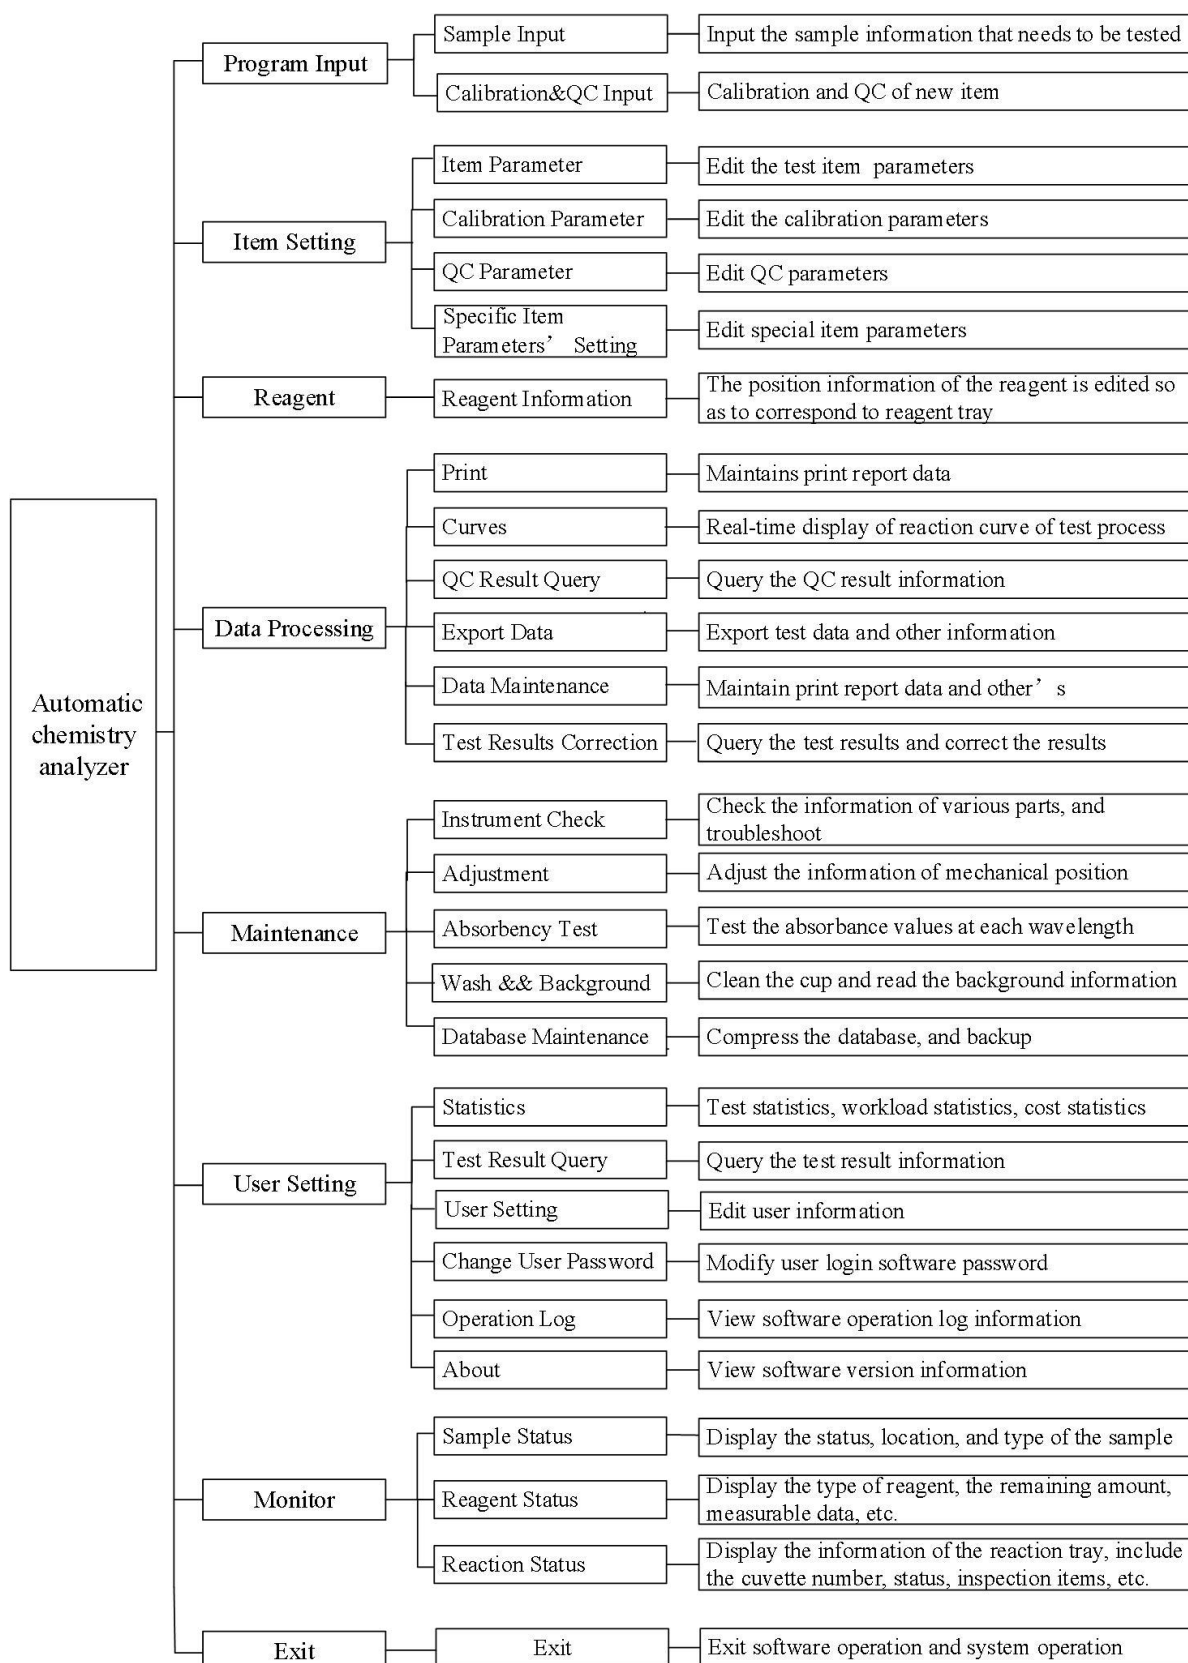 Automatic
chemistry
analyzer
Program Input
Sample Input
Input the sample information that needs to be tested
Calibration&QC Input
Calibration and QC of new item
Item Setting
Item Parameter
Edit the test item parameters
Calibration Parameter
Edit the calibration parameters
QC Parameter
Edit QC parameters
Specific Item
Parameters’ Setting
Edit special item parameters
Reagent
Reagent Information
The position information of the reagent is edited so
as to correspond to reagent tray
Data Processing
Print
Maintains print report data
Curves
Real-time display of reaction curve of test process
QC Result Query
Query the QC result information
Export Data
Export test data and other information
Data Maintenance
Maintain print report data and other’ s
Test Results Correction
Query the test results and correct the results
Maintenance
Instrument Check
Check the information of various parts, and
troubleshoot
Adjustment
Adjust the information of mechanical position
Absorbency Test
Test the absorbance values at each wavelength
Wash && Background
Clean the cup and read the background information
Database Maintenance
Compress the database, and backup
User Setting
Statistics
Test statistics, workload statistics, cost statistics
Test Result Query
Query the test result information
User Setting
Edit user information
Change User Password
Modify user login software password
Operation Log
View software operation log information
About
View software version information
Monitor
Sample Status
Display the status, location, and type of the sample
Reagent Status
Display the type of reagent, the remaining amount,
measurable data, etc.
Reaction Status
Display the information of the reaction tray, include
the cuvette number, status, inspection items, etc.
Exit
Exit
Exit software operation and system operation